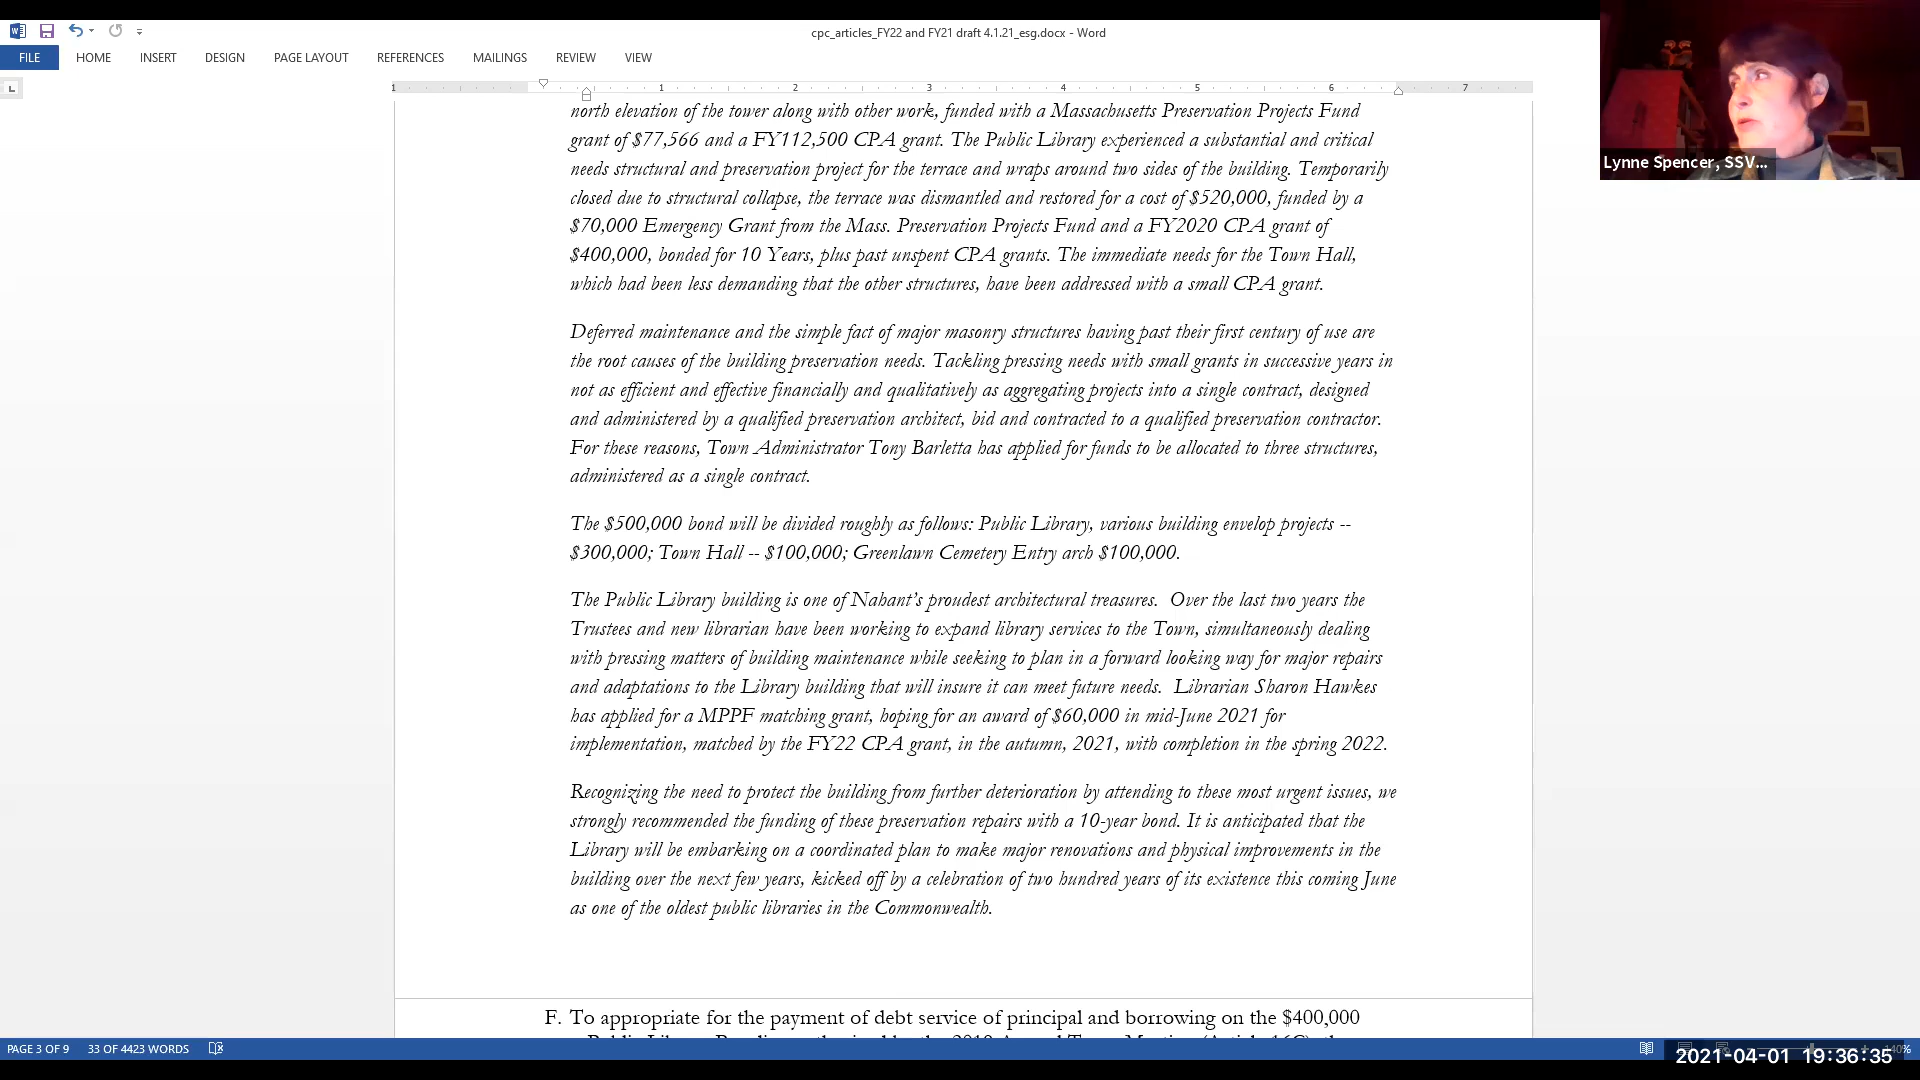 cpc_articles_FY22 and FY21 draft 4.1.21_esg.docx - Word
FILE HOME INSERT DESIGN PAGE LAYOUT REFERENCES MAILINGS REVIEW VIEW
1 1 2 3 4 5 6 7
Lynne Spencer, SSV...
north elevation of the tower along with other work, funded with a Massachusetts Preservation Projects Fund
grant of $77,566 and a FY112,500 CPA grant. The Public Library experienced a substantial and critical
needs structural and preservation project for the terrace and wraps around two sides of the building. Temporarily
closed due to structural collapse, the terrace was dismantled and restored for a cost of $520,000, funded by a
$70,000 Emergency Grant from the Mass. Preservation Projects Fund and a FY2020 CPA grant of
$400,000, bonded for 10 Years, plus past unspent CPA grants. The immediate needs for the Town Hall,
which had been less demanding that the other structures, have been addressed with a small CPA grant.
Deferred maintenance and the simple fact of major masonry structures having past their first century of use are
the root causes of the building preservation needs. Tackling pressing needs with small grants in successive years in
not as efficient and effective financially and qualitatively as aggregating projects into a single contract, designed
and administered by a qualified preservation architect, bid and contracted to a qualified preservation contractor.
For these reasons, Town Administrator Tony Barletta has applied for funds to be allocated to three structures,
administered as a single contract.
The $500,000 bond will be divided roughly as follows: Public Library, various building envelop projects --
$300,000; Town Hall -- $100,000; Greenlawn Cemetery Entry arch $100,000.
The Public Library building is one of Nahant's proudest architectural treasures. Over the last two years the
Trustees and new librarian have been working to expand library services to the Town, simultaneously dealing
with pressing matters of building maintenance while seeking to plan in a forward looking way for major repairs
and adaptations to the Library building that will insure it can meet future needs. Librarian Sharon Hawkes
has applied for a MPPF matching grant, hoping for an award of $60,000 in mid-June 2021 for
implementation, matched by the FY22 CPA grant, in the autumn, 2021, with completion in the spring 2022.
Recognizing the need to protect the building from further deterioration by attending to these most urgent issues, we
strongly recommended the funding of these preservation repairs with a 10-year bond. It is anticipated that the
Library will be embarking on a coordinated plan to make major renovations and physical improvements in the
building over the next few years, kicked off by a celebration of two hundred years of its existence this coming June
as one of the oldest public libraries in the Commonwealth.
F. To appropriate for the payment of debt service of principal and borrowing on the $400,000
PAGE 3 OF 9 33 OF 4423 WORDS
2021-04-01 19:36:35